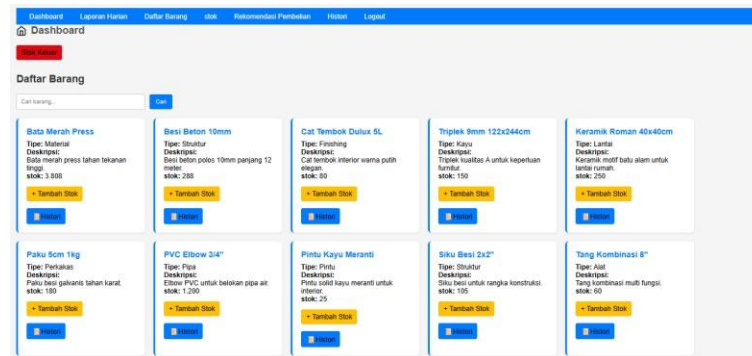 Dashboard Laporan Harian Daftar Barang stok Rekomendasi Pembelian Histori Logout
Dashboard
Stok Keluar
Daftar Barang
Cari barang...
Cari
Bata Merah Press
Tipe: Material
Deskripsi:
Bata merah press tahan tekanan
tinggi.
stok: 3.808
+ Tambah Stok
Histori
Besi Beton 10mm
Tipe: Struktur
Deskripsi:
Besi beton polos 10mm panjang 12
meter.
stok: 288
+ Tambah Stok
Histori
Cat Tembok Dulux 5L
Tipe: Finishing
Deskripsi:
Cat tembok interior warna putih
elegan.
stok: 80
+ Tambah Stok
Histori
Triplek 9mm 122x244cm
Tipe: Kayu
Deskripsi:
Triplek kualitas A untuk keperluan
furnitur.
stok: 150
+ Tambah Stok
Histori
Keramik Roman 40x40cm
Tipe: Lantai
Deskripsi:
Keramik motif batu alam untuk
lantai rumah.
stok: 250
+ Tambah Stok
Histori
Paku 5cm 1kg
Tipe: Perkakas
Deskripsi:
Paku besi galvanis tahan karat.
stok: 180
+ Tambah Stok
Histori
PVC Elbow 3/4"
Tipe: Pipa
Deskripsi:
Elbow PVC untuk belokan pipa air.
stok: 1.200
+ Tambah Stok
Histori
Pintu Kayu Meranti
Tipe: Pintu
Deskripsi:
Pintu solid kayu meranti untuk
interior.
stok: 25
+ Tambah Stok
Histori
Siku Besi 2x2"
Tipe: Struktur
Deskripsi:
Siku besi untuk rangka konstruksi.
stok: 105
+ Tambah Stok
Histori
Tang Kombinasi 8"
Tipe: Alat
Deskripsi:
Tang kombinasi multi fungsi.
stok: 60
+ Tambah Stok
Histori